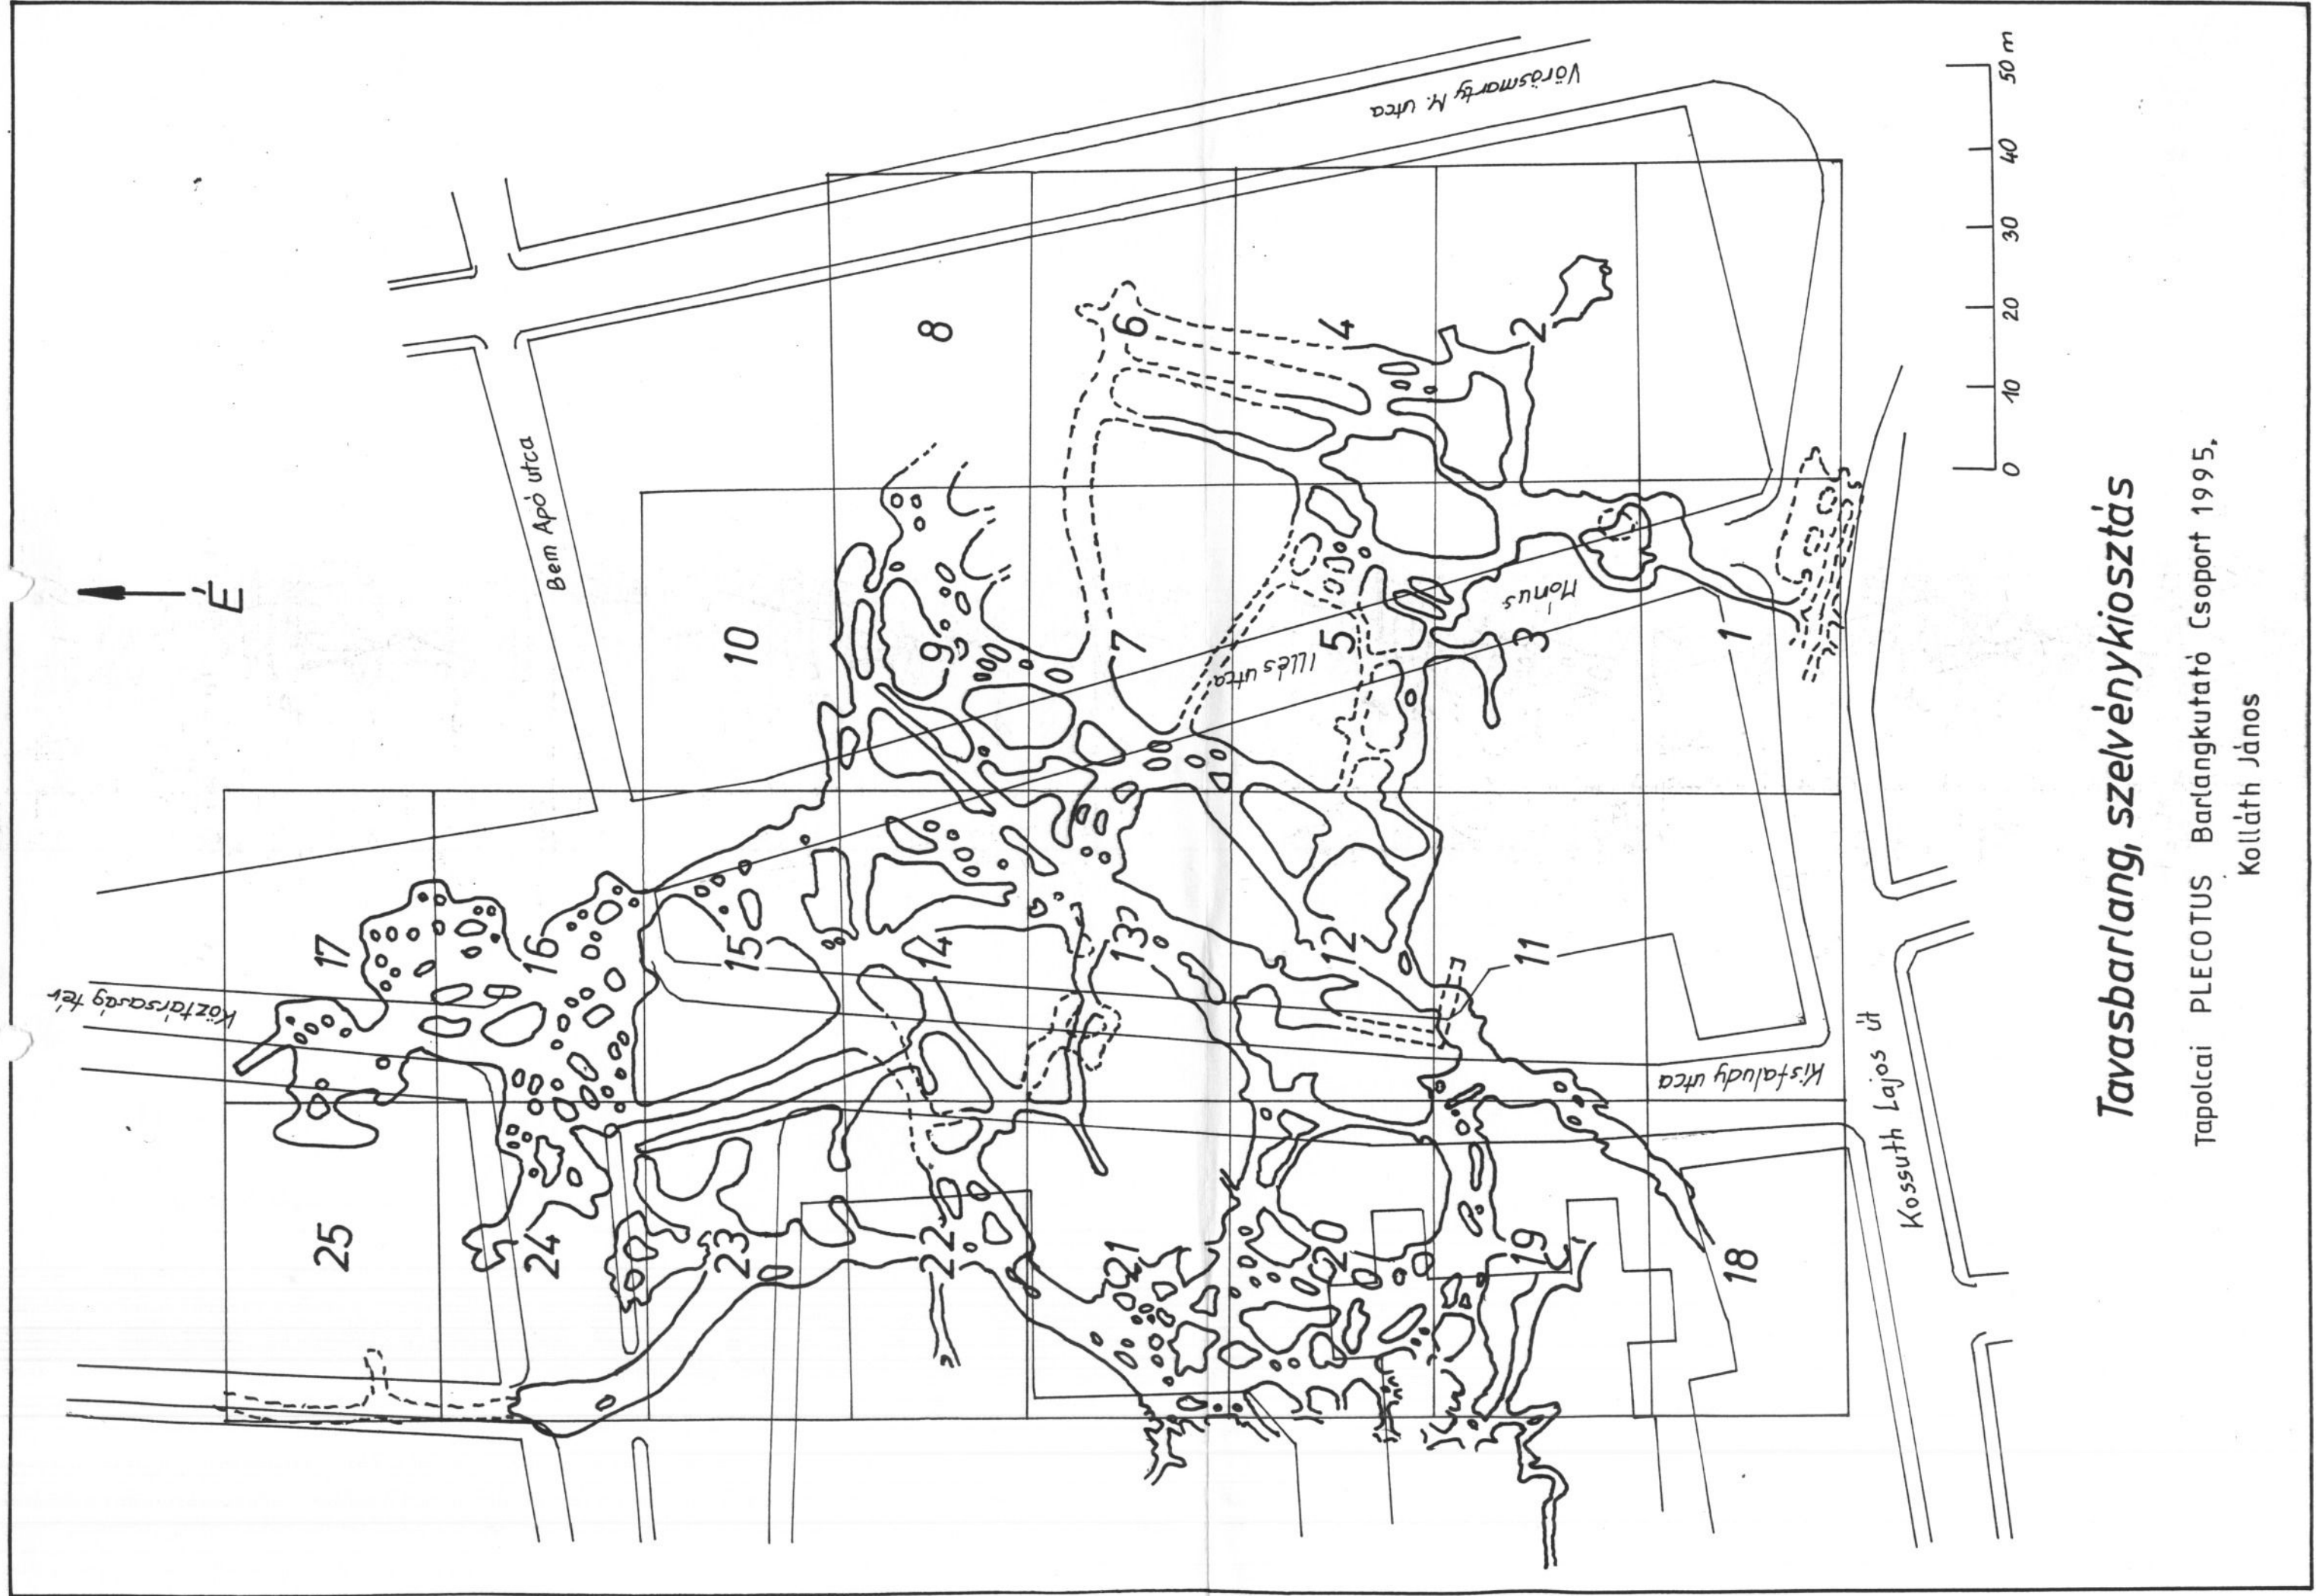 É
Vörösmarty M. utca
Bem Apó utca
Köztársaság tér
Illés utca
Mónus
Kisfaludy utca
Kossuth Lajos út
1
2
3
4
5
6
7
8
9
10
11
12
13
14
15
16
17
18
19
20
21
22
23
24
25
0 10 20 30 40 50 m
Tavasbarlang, szelvénykiosztás
Tapolcai PLECOTUS Barlangkutató Csoport 1995.
Kolláth János